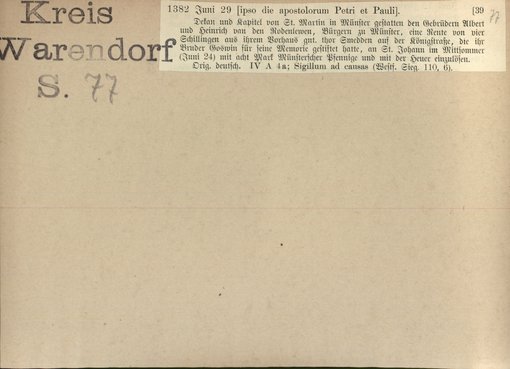 Kreis
Warendorf
S. 77
1382 Juni 29 [ipso die apostolorum Petri et Pauli]. [39
77
Dekan und Kapitel von St. Martin in Münster gestatten den Gebrüdern Albert
und Heinrich van den Rodenlewen, Bürgern zu Münster, eine Rente von vier
Schillingen aus ihrem Vorhaus gnt. thor Smedden auf der Königstraße, die ihr
Bruder Goswin für seine Memorie gestiftet hatte, an St. Johann im Mittsommer
(Juni 24) mit acht Mark Münsterscher Pfennige und mit der Heuer einzulösen.
Orig. deutsch. IV A 4a; Sigillum ad causas (Westf. Sieg. 110, 6).